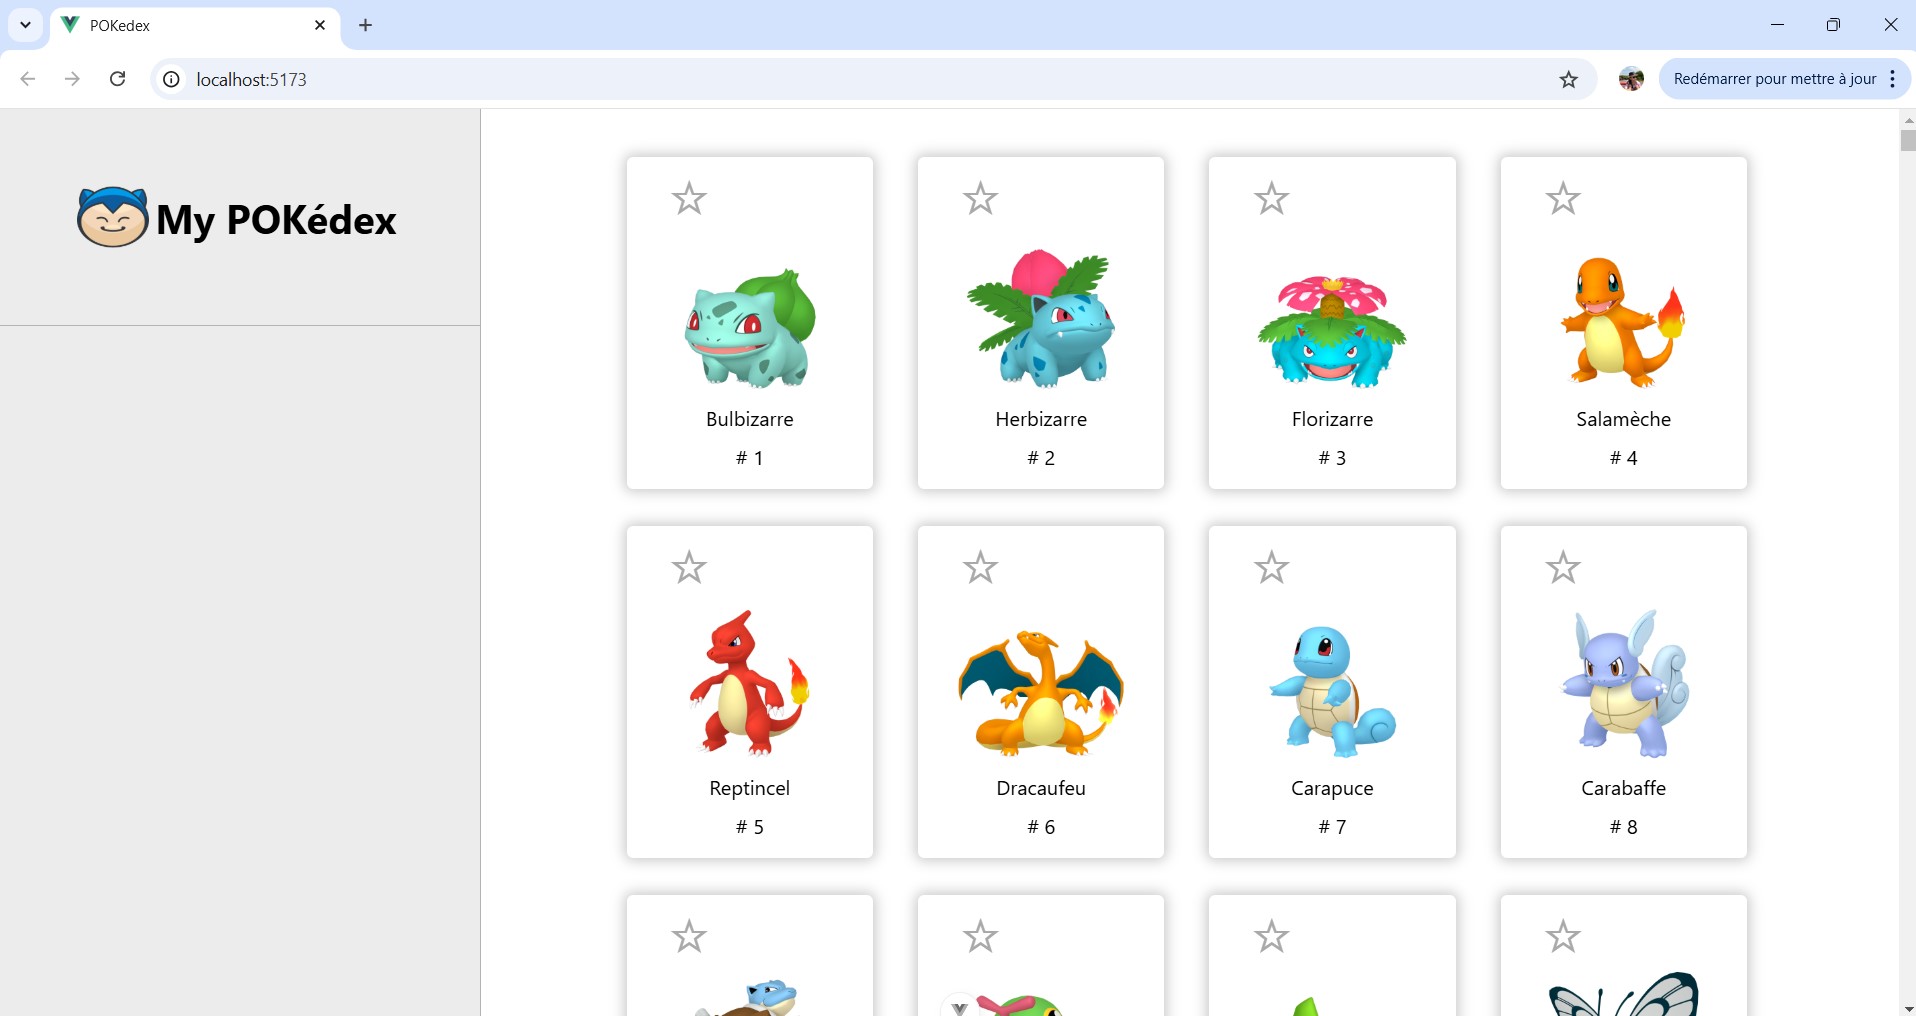 POKedex
localhost:5173
Redémarrer pour mettre à jour
My POKédex
Bulbizarre
# 1
Herbizarre
# 2
Florizarre
# 3
Salamèche
# 4
Reptincel
# 5
Dracaufeu
# 6
Carapuce
# 7
Carabaffe
# 8